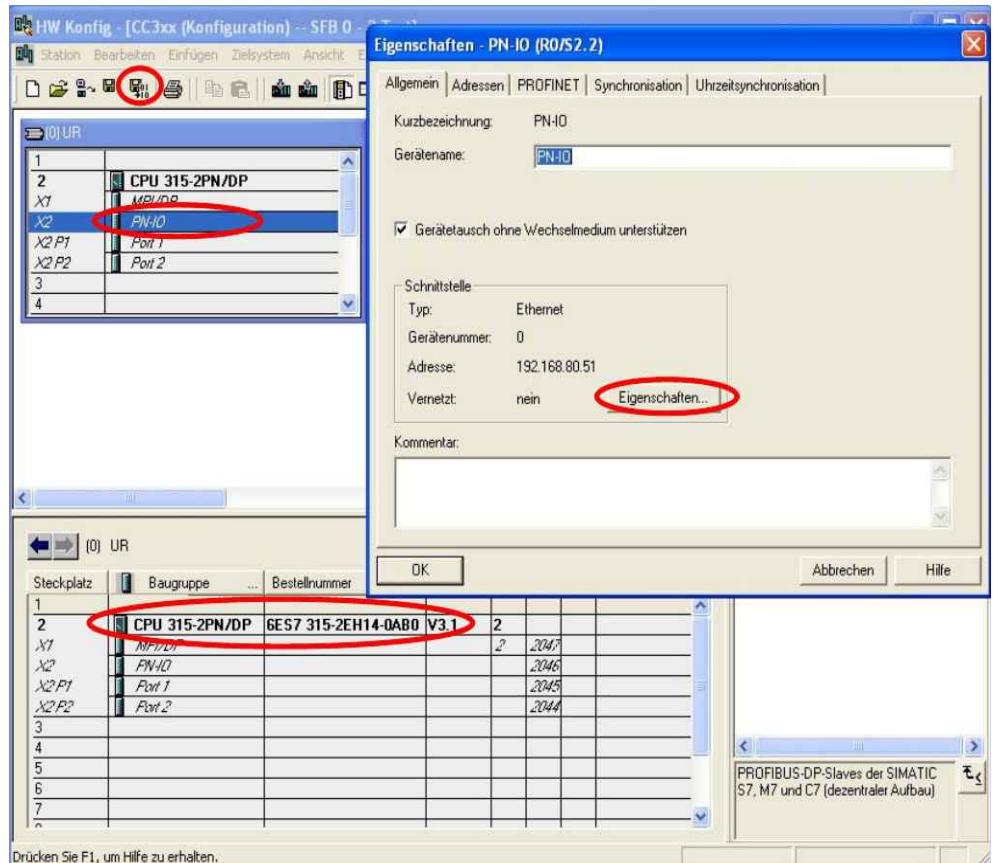 HW Konfig - [CC3xx (Konfiguration) -- SFB 0 -
Station Bearbeiten Einfügen Zielsystem Ansicht E
(0) UR
1
2 CPU 315-2PN/DP
X1 MPI/DP
X2 PN-IO
X2 P1 Port 1
X2 P2 Port 2
3
4
Eigenschaften - PN-IO (R0/S2.2)
Allgemein Adressen PROFINET Synchronisation Uhrzeitsynchronisation
Kurzbezeichnung: PN-IO
Gerätename: PN-IO
Gerätetausch ohne Wechselmedium unterstützen
Schnittstelle
Typ: Ethernet
Gerätenummer: 0
Adresse: 192.168.80.51
Vernetzt: nein Eigenschaften...
Kommentar:
OK Abbrechen Hilfe
(0) UR
Steckplatz Baugruppe ... Bestellnummer
1
2 CPU 315-2PN/DP 6ES7 315-2EH14-0AB0 V3.1 2
X1 MPI/DP 2 2047
X2 PN-IO 2046
X2 P1 Port 1 2045
X2 P2 Port 2 2044
3
4
5
6
7
PROFIBUS-DP-Slaves der SIMATIC
S7, M7 und C7 (dezentraler Aufbau)
Drücken Sie F1, um Hilfe zu erhalten.